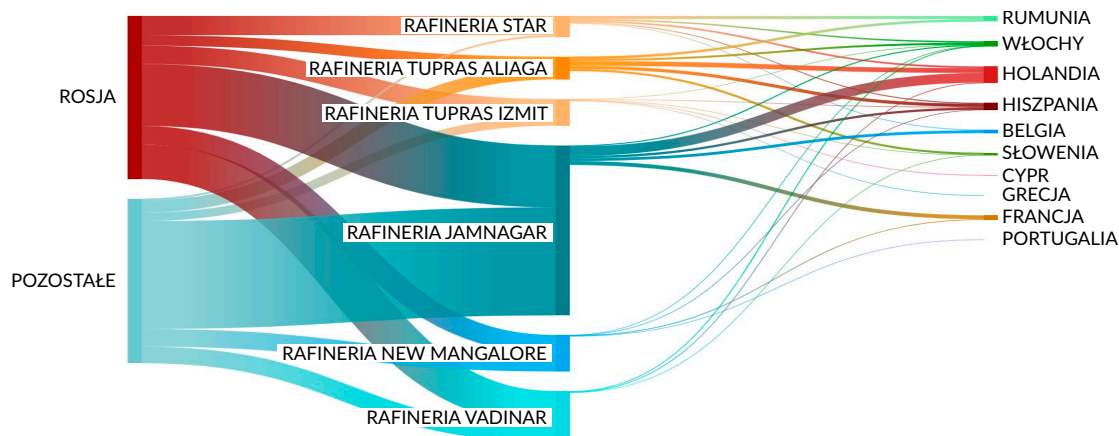 ROSJA
POZOSTAŁE
RAFINERIA STAR
RAFINERIA TUPRAS ALIAGA
RAFINERIA TUPRAS IZMIT
RAFINERIA JAMNAGAR
RAFINERIA NEW MANGALORE
RAFINERIA VADINAR
RUMUNIA
WŁOCHY
HOLANDIA
HISZPANIA
BELGIA
SŁOWENIA
CYPR
GRECJA
FRANCJA
PORTUGALIA